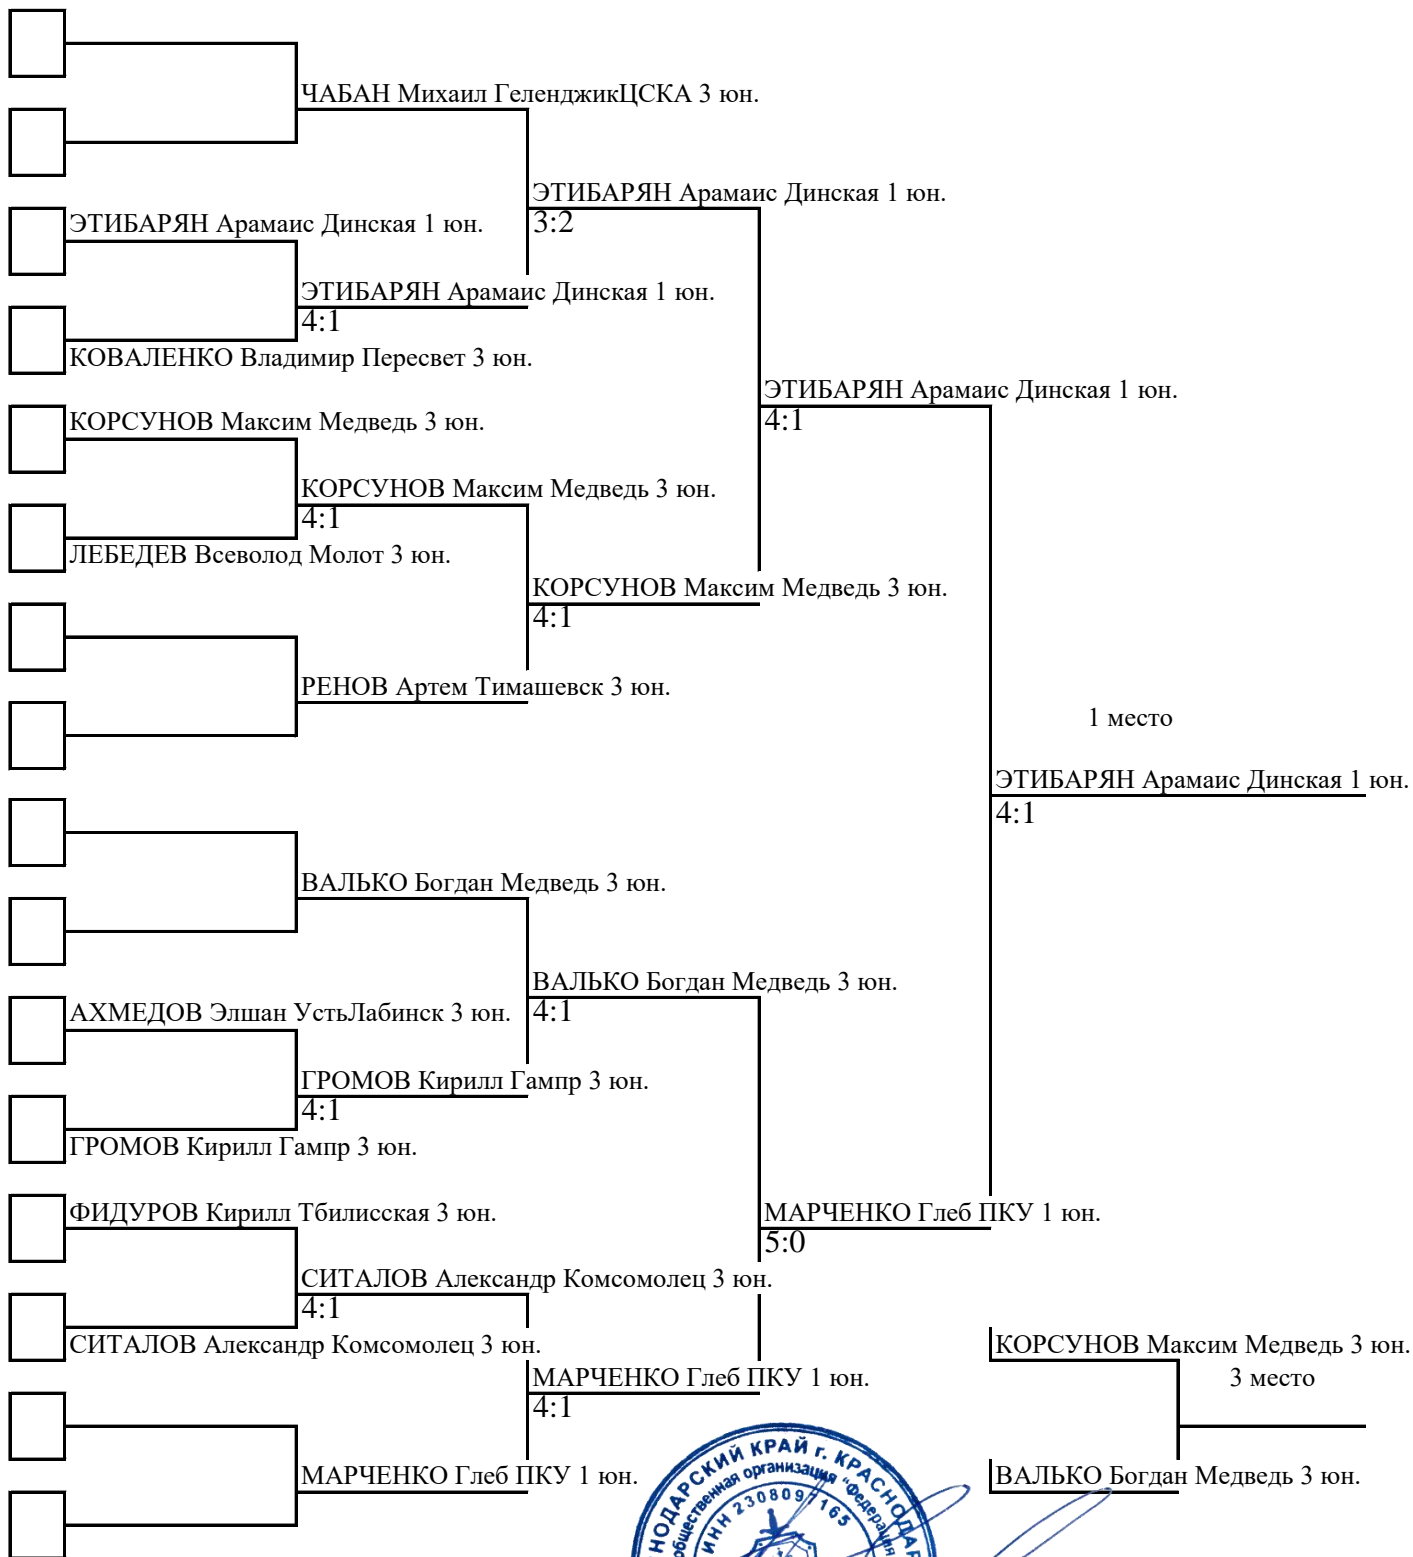 ЧАБАН Михаил ГеленджикЦСКА 3 юн.
ЭТИБАРЯН Арамаис Динская 1 юн.
3:2
ЭТИБАРЯН Арамаис Динская 1 юн.
ЭТИБАРЯН Арамаис Динская 1 юн.
4:1
КОВАЛЕНКО Владимир Пересвет 3 юн.
ЭТИБАРЯН Арамаис Динская 1 юн.
4:1
КОРСУНОВ Максим Медведь 3 юн.
КОРСУНОВ Максим Медведь 3 юн.
4:1
ЛЕБЕДЕВ Всеволод Молот 3 юн.
КОРСУНОВ Максим Медведь 3 юн.
4:1
РЕНОВ Артем Тимашевск 3 юн.
1 место
ЭТИБАРЯН Арамаис Динская 1 юн.
4:1
ВАЛЬКО Богдан Медведь 3 юн.
ВАЛЬКО Богдан Медведь 3 юн.
4:1
АХМЕДОВ Элшан УстьЛабинск 3 юн.
ГРОМОВ Кирилл Гампр 3 юн.
4:1
ГРОМОВ Кирилл Гампр 3 юн.
ФИДУРОВ Кирилл Тбилисская 3 юн.
МАРЧЕНКО Глеб ПКУ 1 юн.
5:0
СИТАЛОВ Александр Комсомолец 3 юн.
4:1
СИТАЛОВ Александр Комсомолец 3 юн.
КОРСУНОВ Максим Медведь 3 юн.
3 место
МАРЧЕНКО Глеб ПКУ 1 юн.
4:1
МАРЧЕНКО Глеб ПКУ 1 юн.
ВАЛЬКО Богдан Медведь 3 юн.
КИЙ КРАЙ г.
общественная организация "Федерация
ИНН 2308097165